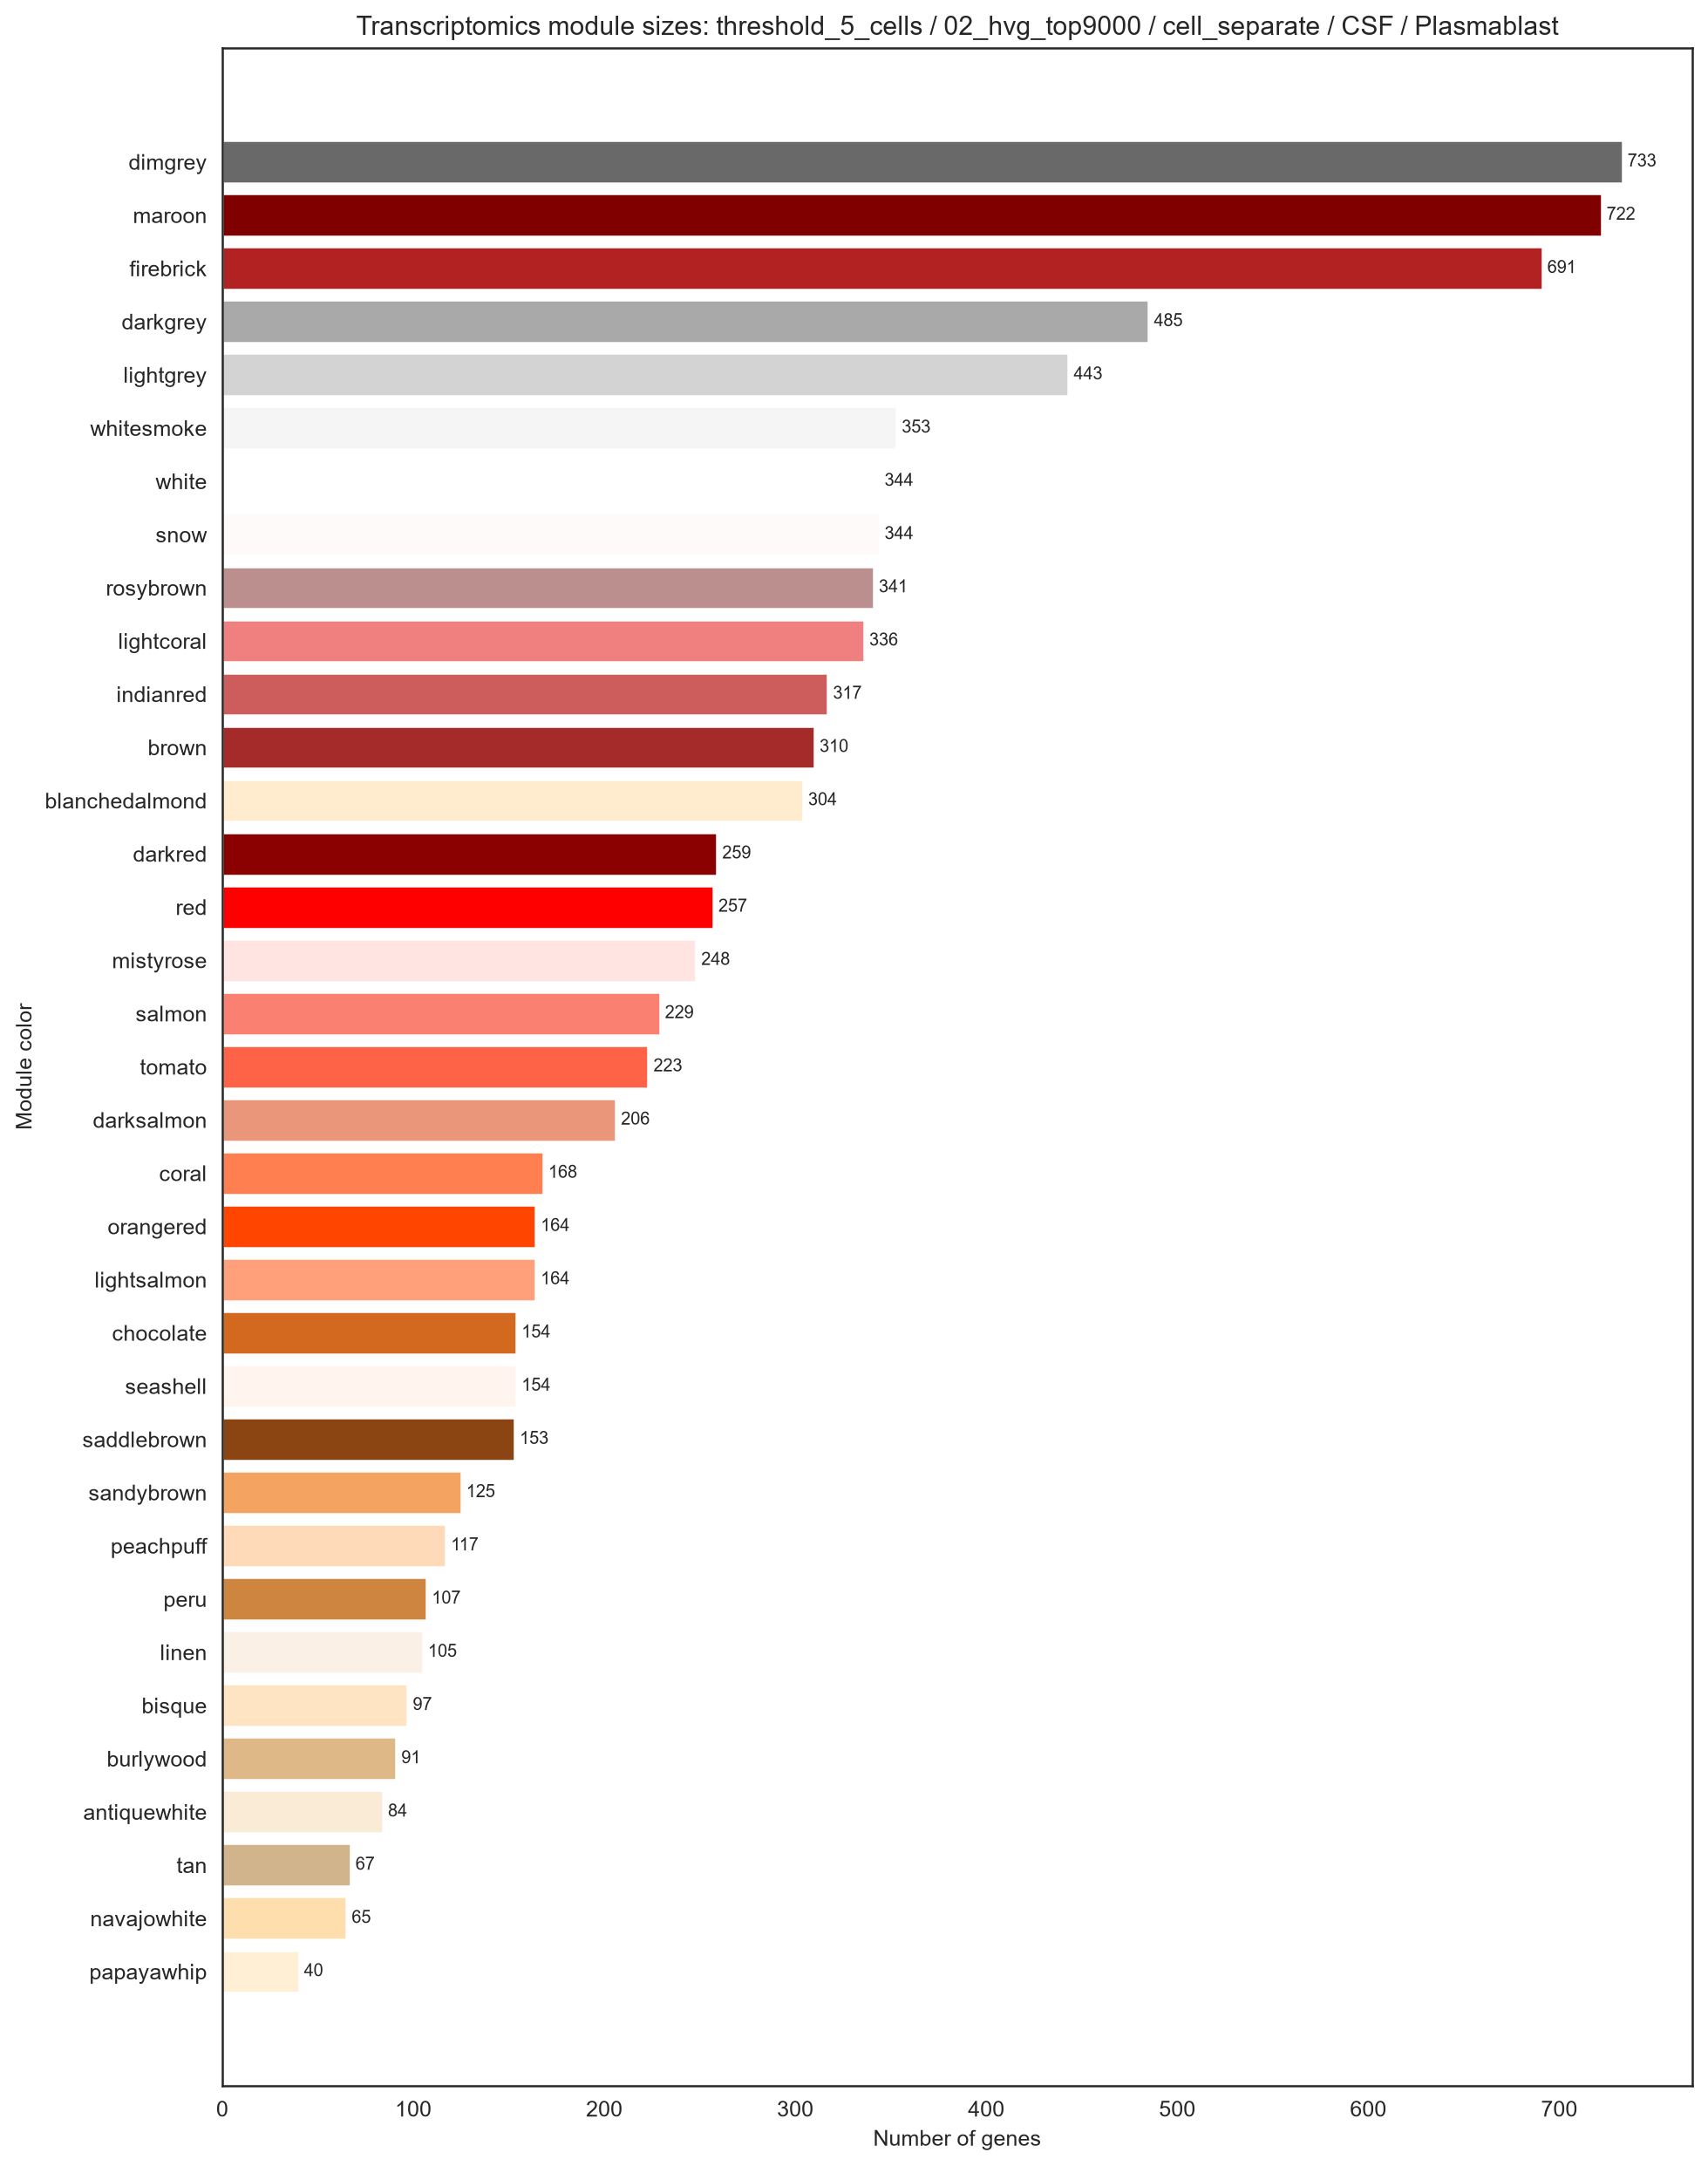 Transcriptomics module sizes: threshold_5_cells / 02_hvg_top9000 / cell_separate / CSF / Plasmablast
Module color
dimgrey 733
maroon 722
firebrick 691
darkgrey 485
lightgrey 443
whitesmoke 353
white 344
snow 344
rosybrown 341
lightcoral 336
indianred 317
brown 310
blanchedalmond 304
darkred 259
red 257
mistyrose 248
salmon 229
tomato 223
darksalmon 206
coral 168
orangered 164
lightsalmon 164
chocolate 154
seashell 154
saddlebrown 153
sandybrown 125
peachpuff 117
peru 107
linen 105
bisque 97
burlywood 91
antiquewhite 84
tan 67
navajowhite 65
papayawhip 40
0 100 200 300 400 500 600 700
Number of genes